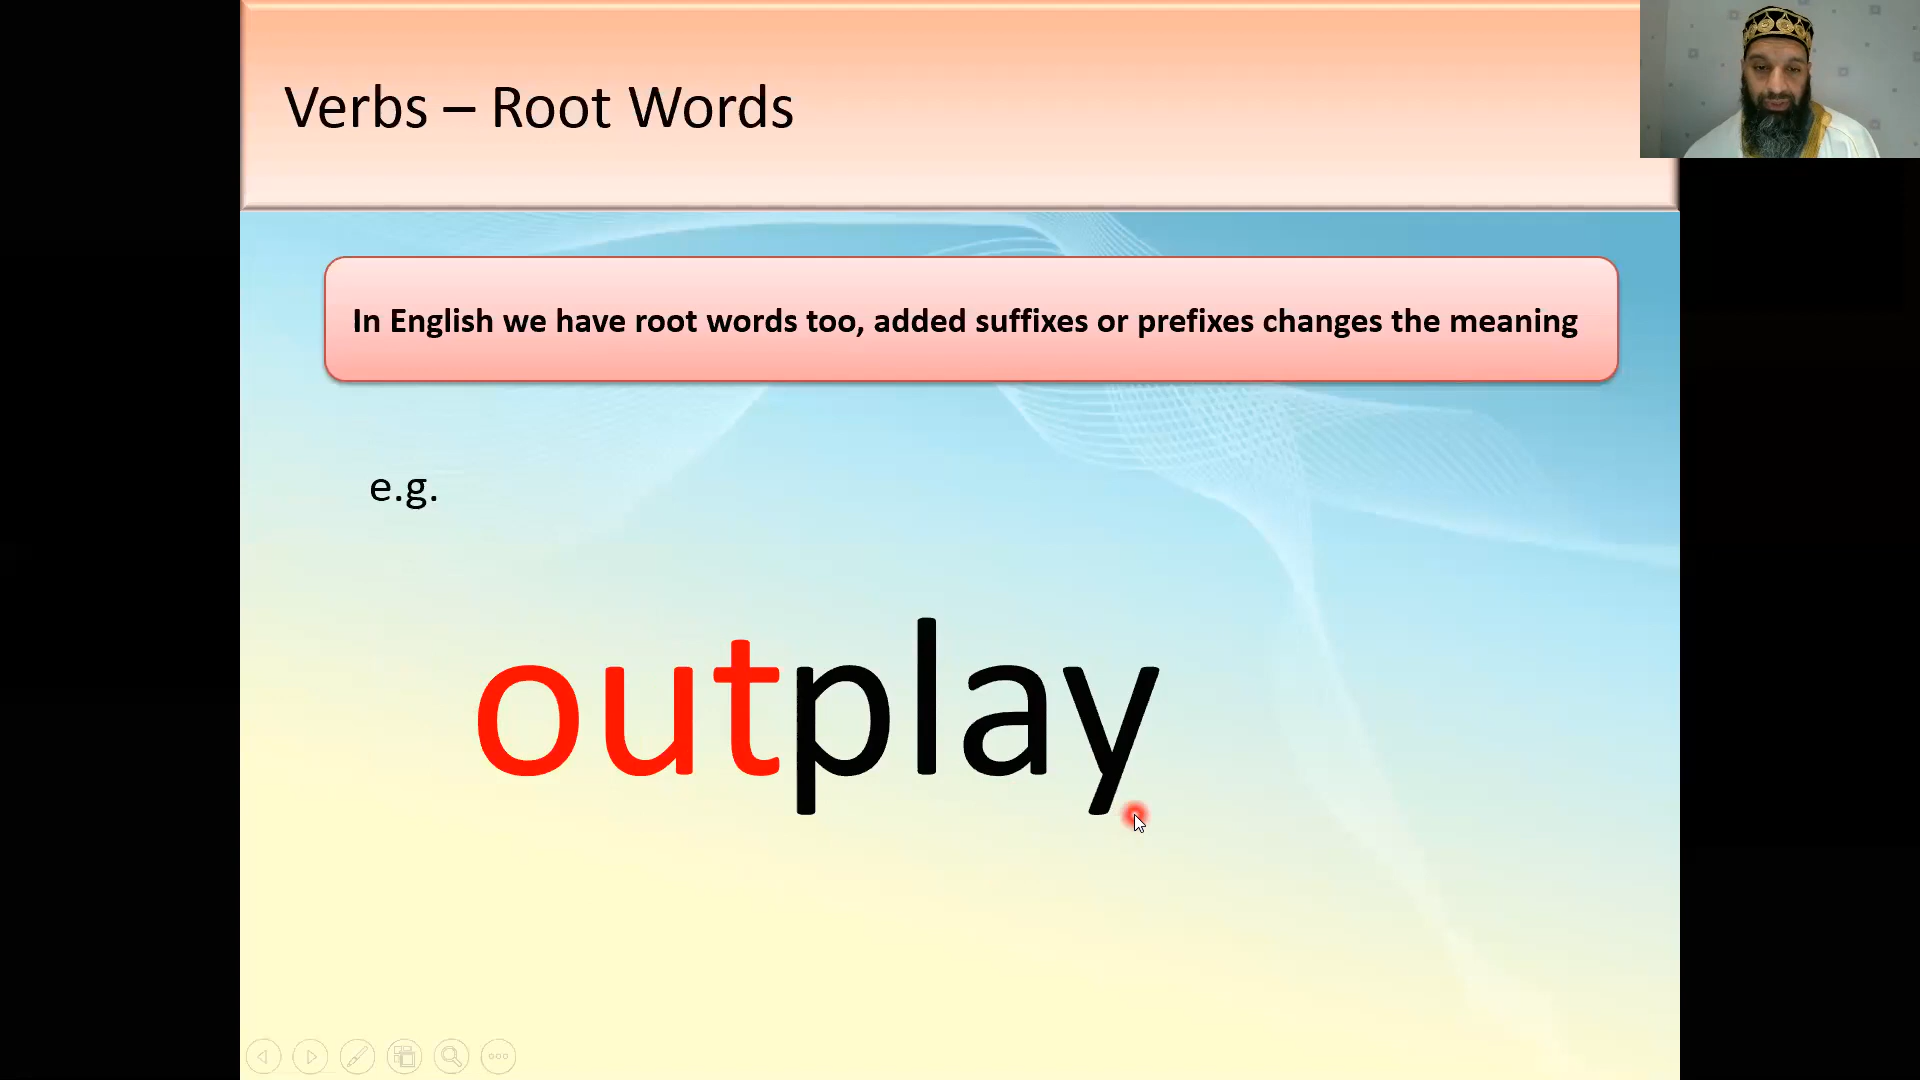 Verbs – Root Words
In English we have root words too, added suffixes or prefixes changes the meaning
e.g.
outplay